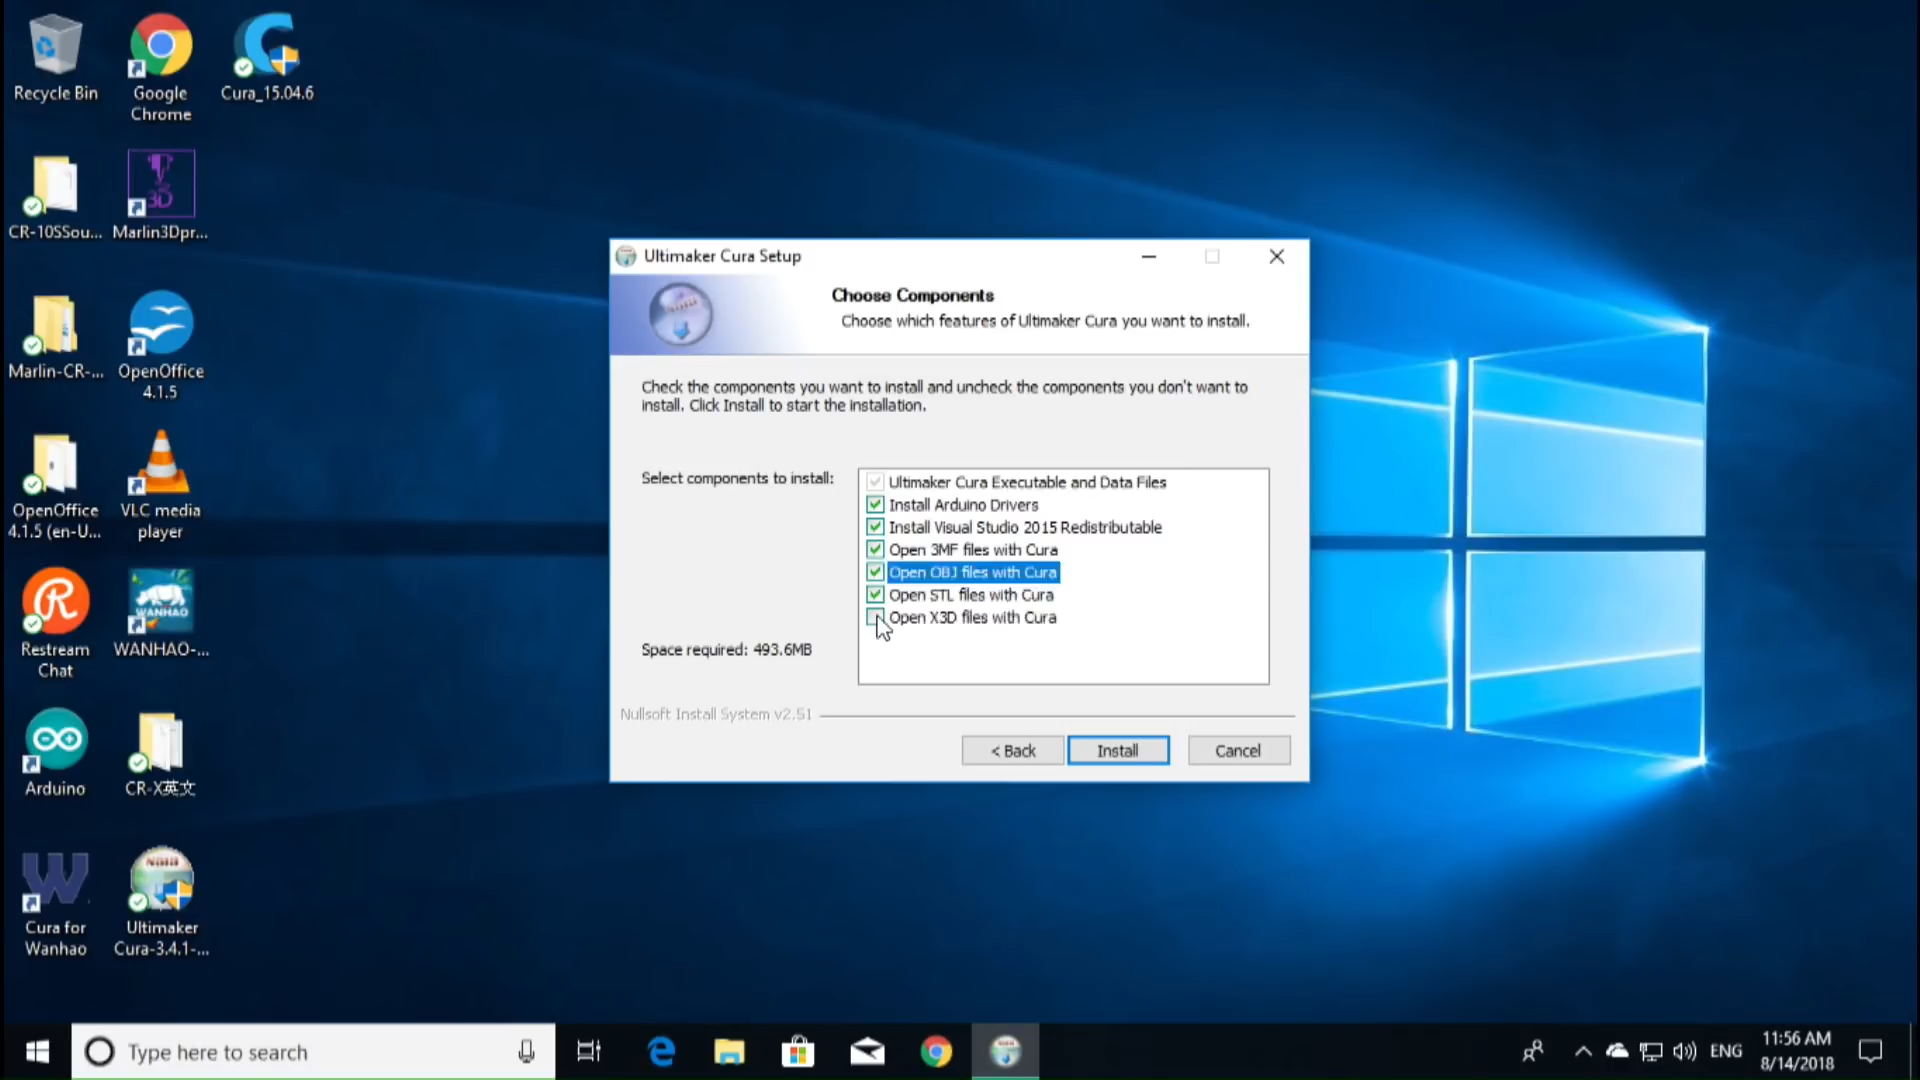 Recycle Bin
Google
Chrome
Cura_15.04.6
CR-10SSou...
3D
Marlin3Dpr...
Marlin-CR-...
OpenOffice
4.1.5
OpenOffice
4.1.5 (en-U...
VLC media
player
Restream
Chat
WANHAO
WANHAO-...
Arduino
CR-X英文
Cura for
Wanhao
Ultimaker
Cura-3.4.1-...
Ultimaker Cura Setup
Choose Components
Choose which features of Ultimaker Cura you want to install.
Check the components you want to install and uncheck the components you don't want to
install. Click Install to start the installation.
Select components to install:
Ultimaker Cura Executable and Data Files
Install Arduino Drivers
Install Visual Studio 2015 Redistributable
Open 3MF files with Cura
Open OBJ files with Cura
Open STL files with Cura
Open X3D files with Cura
Space required: 493.6MB
Nullsoft Install System v2.51
< Back
Install
Cancel
Type here to search
ENG
11:56 AM
8/14/2018